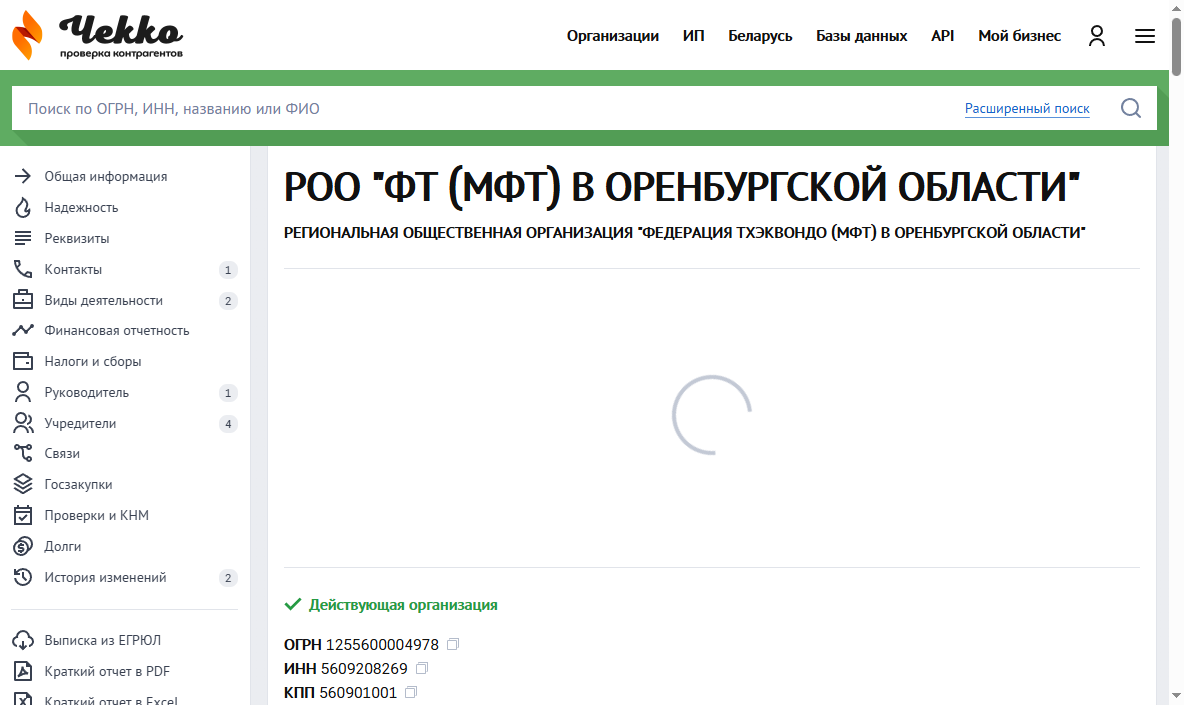 Чекко
проверка контрагентов
Организации ИП Беларусь Базы данных API Мой бизнес
Поиск по ОГРН, ИНН, названию или ФИО Расширенный поиск
Общая информация
Надежность
Реквизиты
Контакты 1
Виды деятельности 2
Финансовая отчетность
Налоги и сборы
Руководитель 1
Учредители 4
Связи
Госзакупки
Проверки и КНМ
Долги
История изменений 2
Выписка из ЕГРЮЛ
Краткий отчет в PDF
Краткий отчет в Excel
РОО "ФТ (МФТ) В ОРЕНБУРГСКОЙ ОБЛАСТИ"
РЕГИОНАЛЬНАЯ ОБЩЕСТВЕННАЯ ОРГАНИЗАЦИЯ "ФЕДЕРАЦИЯ ТХЭКВОНДО (МФТ) В ОРЕНБУРГСКОЙ ОБЛАСТИ"
Действующая организация
ОГРН 1255600004978
ИНН 5609208269
КПП 560901001